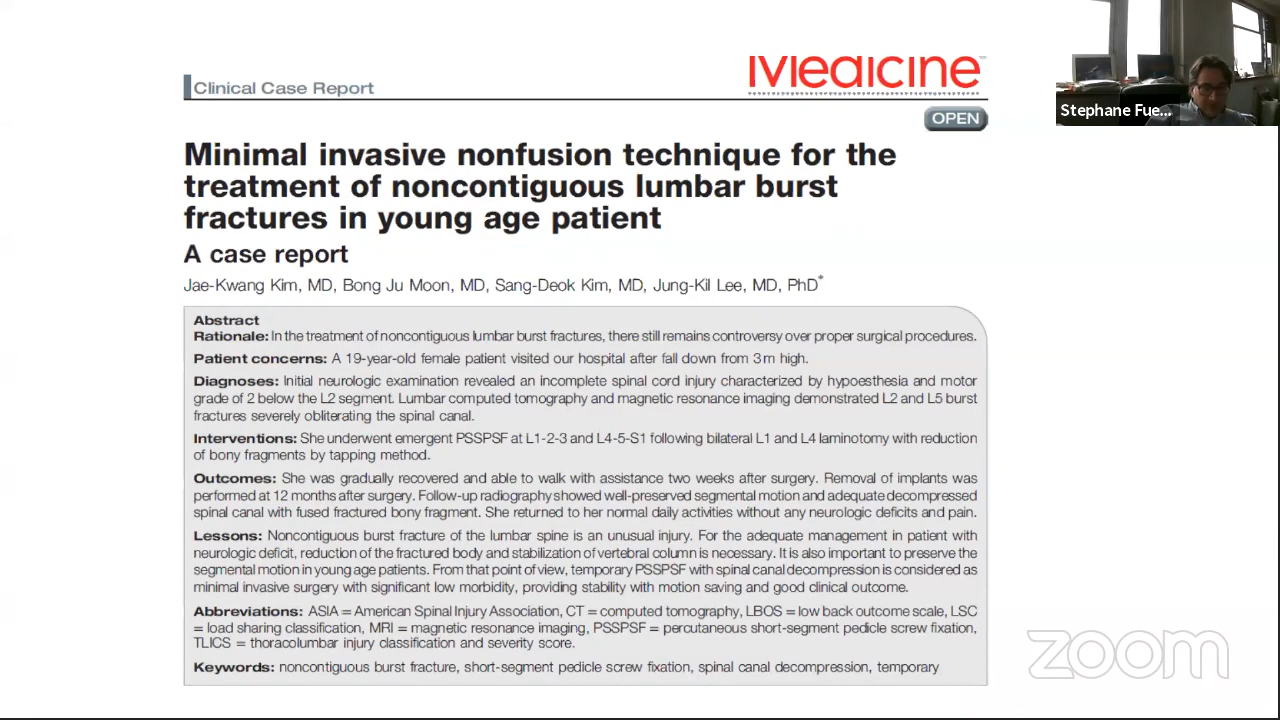 Clinical Case Report
Medicine
OPEN
Minimal invasive nonfusion technique for the
treatment of noncontiguous lumbar burst
fractures in young age patient
A case report
Jae-Kwang Kim, MD, Bong Ju Moon, MD, Sang-Deok Kim, MD, Jung-Kil Lee, MD, PhD*
Abstract
Rationale: In the treatment of noncontiguous lumbar burst fractures, there still remains controversy over proper surgical procedures.
Patient concerns: A 19-year-old female patient visited our hospital after fall down from 3 m high.
Diagnoses: Initial neurologic examination revealed an incomplete spinal cord injury characterized by hypoesthesia and motor
grade of 2 below the L2 segment. Lumbar computed tomography and magnetic resonance imaging demonstrated L2 and L5 burst
fractures severely obliterating the spinal canal.
Interventions: She underwent emergent PSSPSF at L1-2-3 and L4-5-S1 following bilateral L1 and L4 laminotomy with reduction
of bony fragments by tapping method.
Outcomes: She was gradually recovered and able to walk with assistance two weeks after surgery. Removal of implants was
performed at 12 months after surgery. Follow-up radiography showed well-preserved segmental motion and adequate decompressed
spinal canal with fused fractured bony fragment. She returned to her normal daily activities without any neurologic deficits and pain.
Lessons: Noncontiguous burst fracture of the lumbar spine is an unusual injury. For the adequate management in patient with
neurologic deficit, reduction of the fractured body and stabilization of vertebral column is necessary. It is also important to preserve the
segmental motion in young age patients. From that point of view, temporary PSSPSF with spinal canal decompression is considered as
minimal invasive surgery with significant low morbidity, providing stability with motion saving and good clinical outcome.
Abbreviations: ASIA = American Spinal Injury Association, CT = computed tomography, LBOS = low back outcome scale, LSC
= load sharing classification, MRI = magnetic resonance imaging, PSSPSF = percutaneous short-segment pedicle screw fixation,
TLICS = thoracolumbar injury classification and severity score.
Keywords: noncontiguous burst fracture, short-segment pedicle screw fixation, spinal canal decompression, temporary
Stephane Fue...
zoom